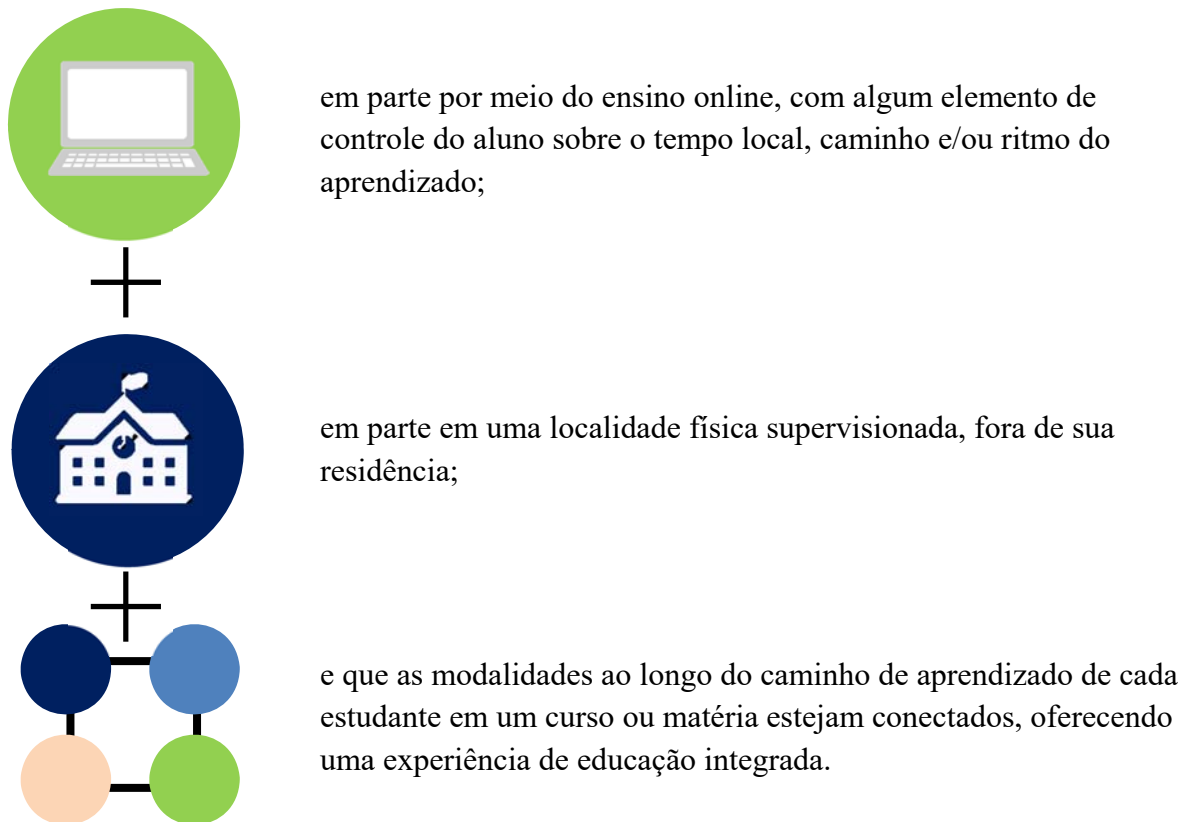 em parte por meio do ensino online, com algum elemento de
controle do aluno sobre o tempo local, caminho e/ou ritmo do
aprendizado;
em parte em uma localidade física supervisionada, fora de sua
residência;
e que as modalidades ao longo do caminho de aprendizado de cada
estudante em um curso ou matéria estejam conectados, oferecendo
uma experiência de educação integrada.